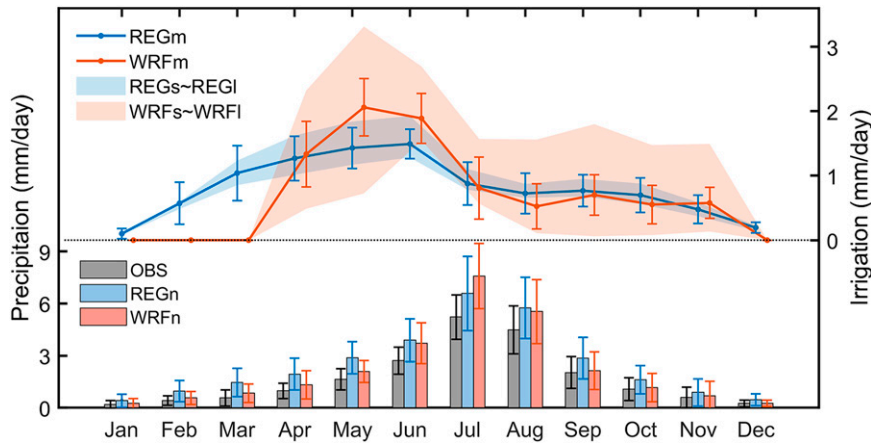 REGm
WRFm
REGs~REGl
WRFs~WRFl
3
2
1
0
Irrigation (mm/day)
Precipitaion (mm/day)
9
6
3
0
OBS
REGn
WRFn
Jan Feb Mar Apr May Jun Jul Aug Sep Oct Nov Dec